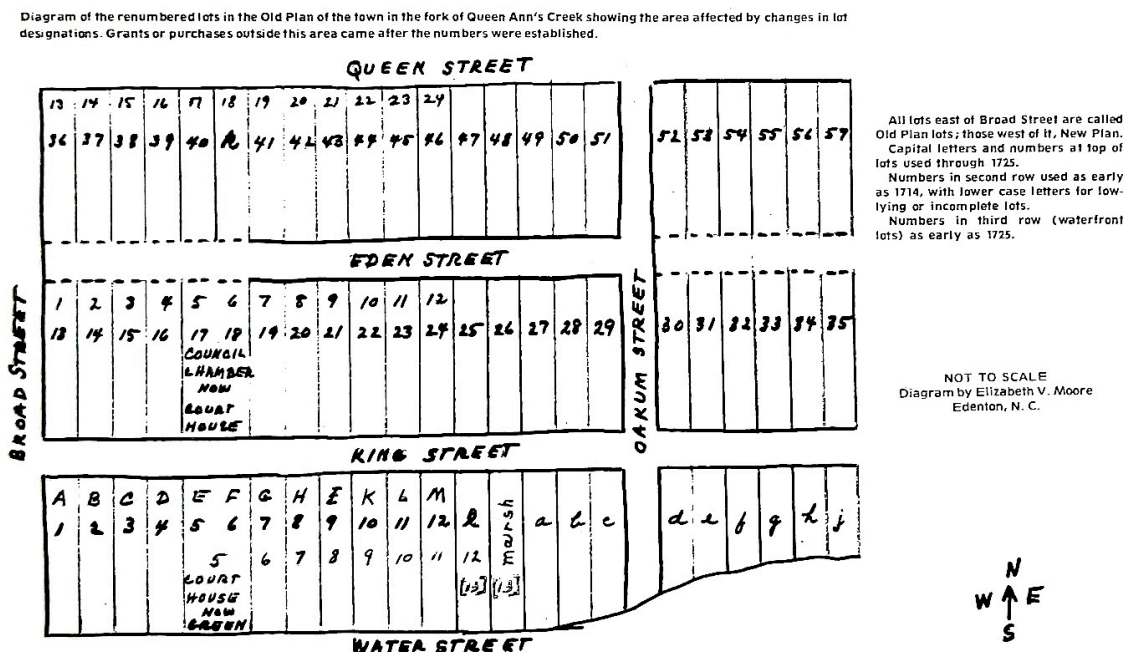 Diagram of the renumbered lots in the Old Plan of the town in the fork of Queen Ann's Creek showing the area affected by changes in lot
designations. Grants or purchases outside this area came after the numbers were established.
QUEEN STREET
13 14 15 16 17 18 19 20 21 22 23 24
36 37 38 39 40 k 41 42 43 44 45 46 47 48 49 50 51 52 53 54 55 56 57
All lots east of Broad Street are called
Old Plan lots; those west of it, New Plan.
Capital letters and numbers at top of
lots used through 1725.
Numbers in second row used as early
as 1714, with lower case letters for low-
lying or incomplete lots.
Numbers in third row (waterfront
lots) as early as 1725.
EDEN STREET
BROAD STREET
OAKUM STREET
1 2 3 4 5 6 7 8 9 10 11 12
13 14 15 16 17 18 19 20 21 22 23 24 25 26 27 28 29 30 31 32 33 34 35
COUNCIL
CHAMBER
NOW
COURT
HOUSE
NOT TO SCALE
Diagram by Elizabeth V. Moore
Edenton, N. C.
KING STREET
A B C D E F G H I K L M
1 2 3 4 5 6 7 8 9 10 11 12 l marsh a b c d e f g h j
5 6 7 8 9 10 11 12
[13] [13]
COURT
HOUSE
NOW
GREEN
WATER STREET
N
W E
S